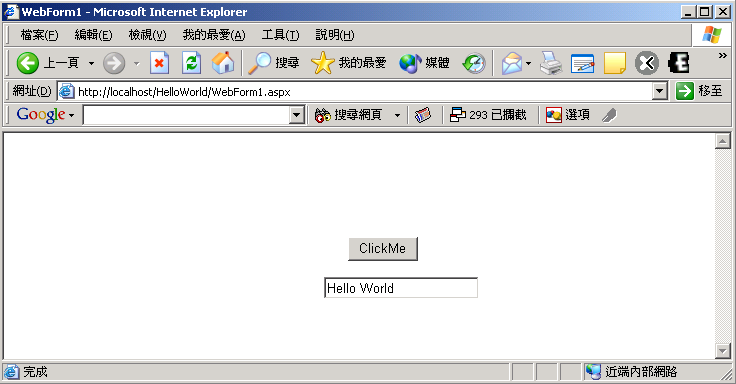 WebForm1 - Microsoft Internet Explorer
檔案(F) 編輯(E) 檢視(V) 我的最愛(A) 工具(T) 說明(H)
上一頁 搜尋 我的最愛 媒體 »
網址(D) http://localhost/HelloWorld/WebForm1.aspx 移至
Google 搜尋網頁 293 已攔截 選項
ClickMe
Hello World
完成 近端內部網路